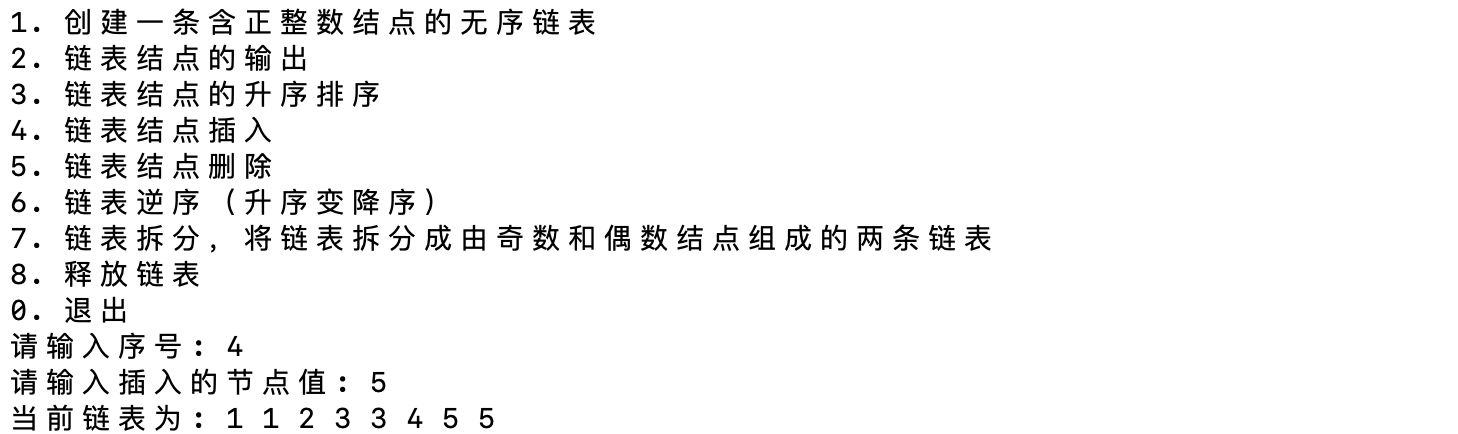 1. 创建一条含正整数结点的无序链表
2. 链表结点的输出
3. 链表结点的升序排序
4. 链表结点插入
5. 链表结点删除
6. 链表逆序（升序变降序）
7. 链表拆分，将链表拆分成由奇数和偶数结点组成的两条链表
8. 释放链表
0. 退出
请输入序号: 4
请输入插入的节点值: 5
当前链表为: 1 1 2 3 3 4 5 5